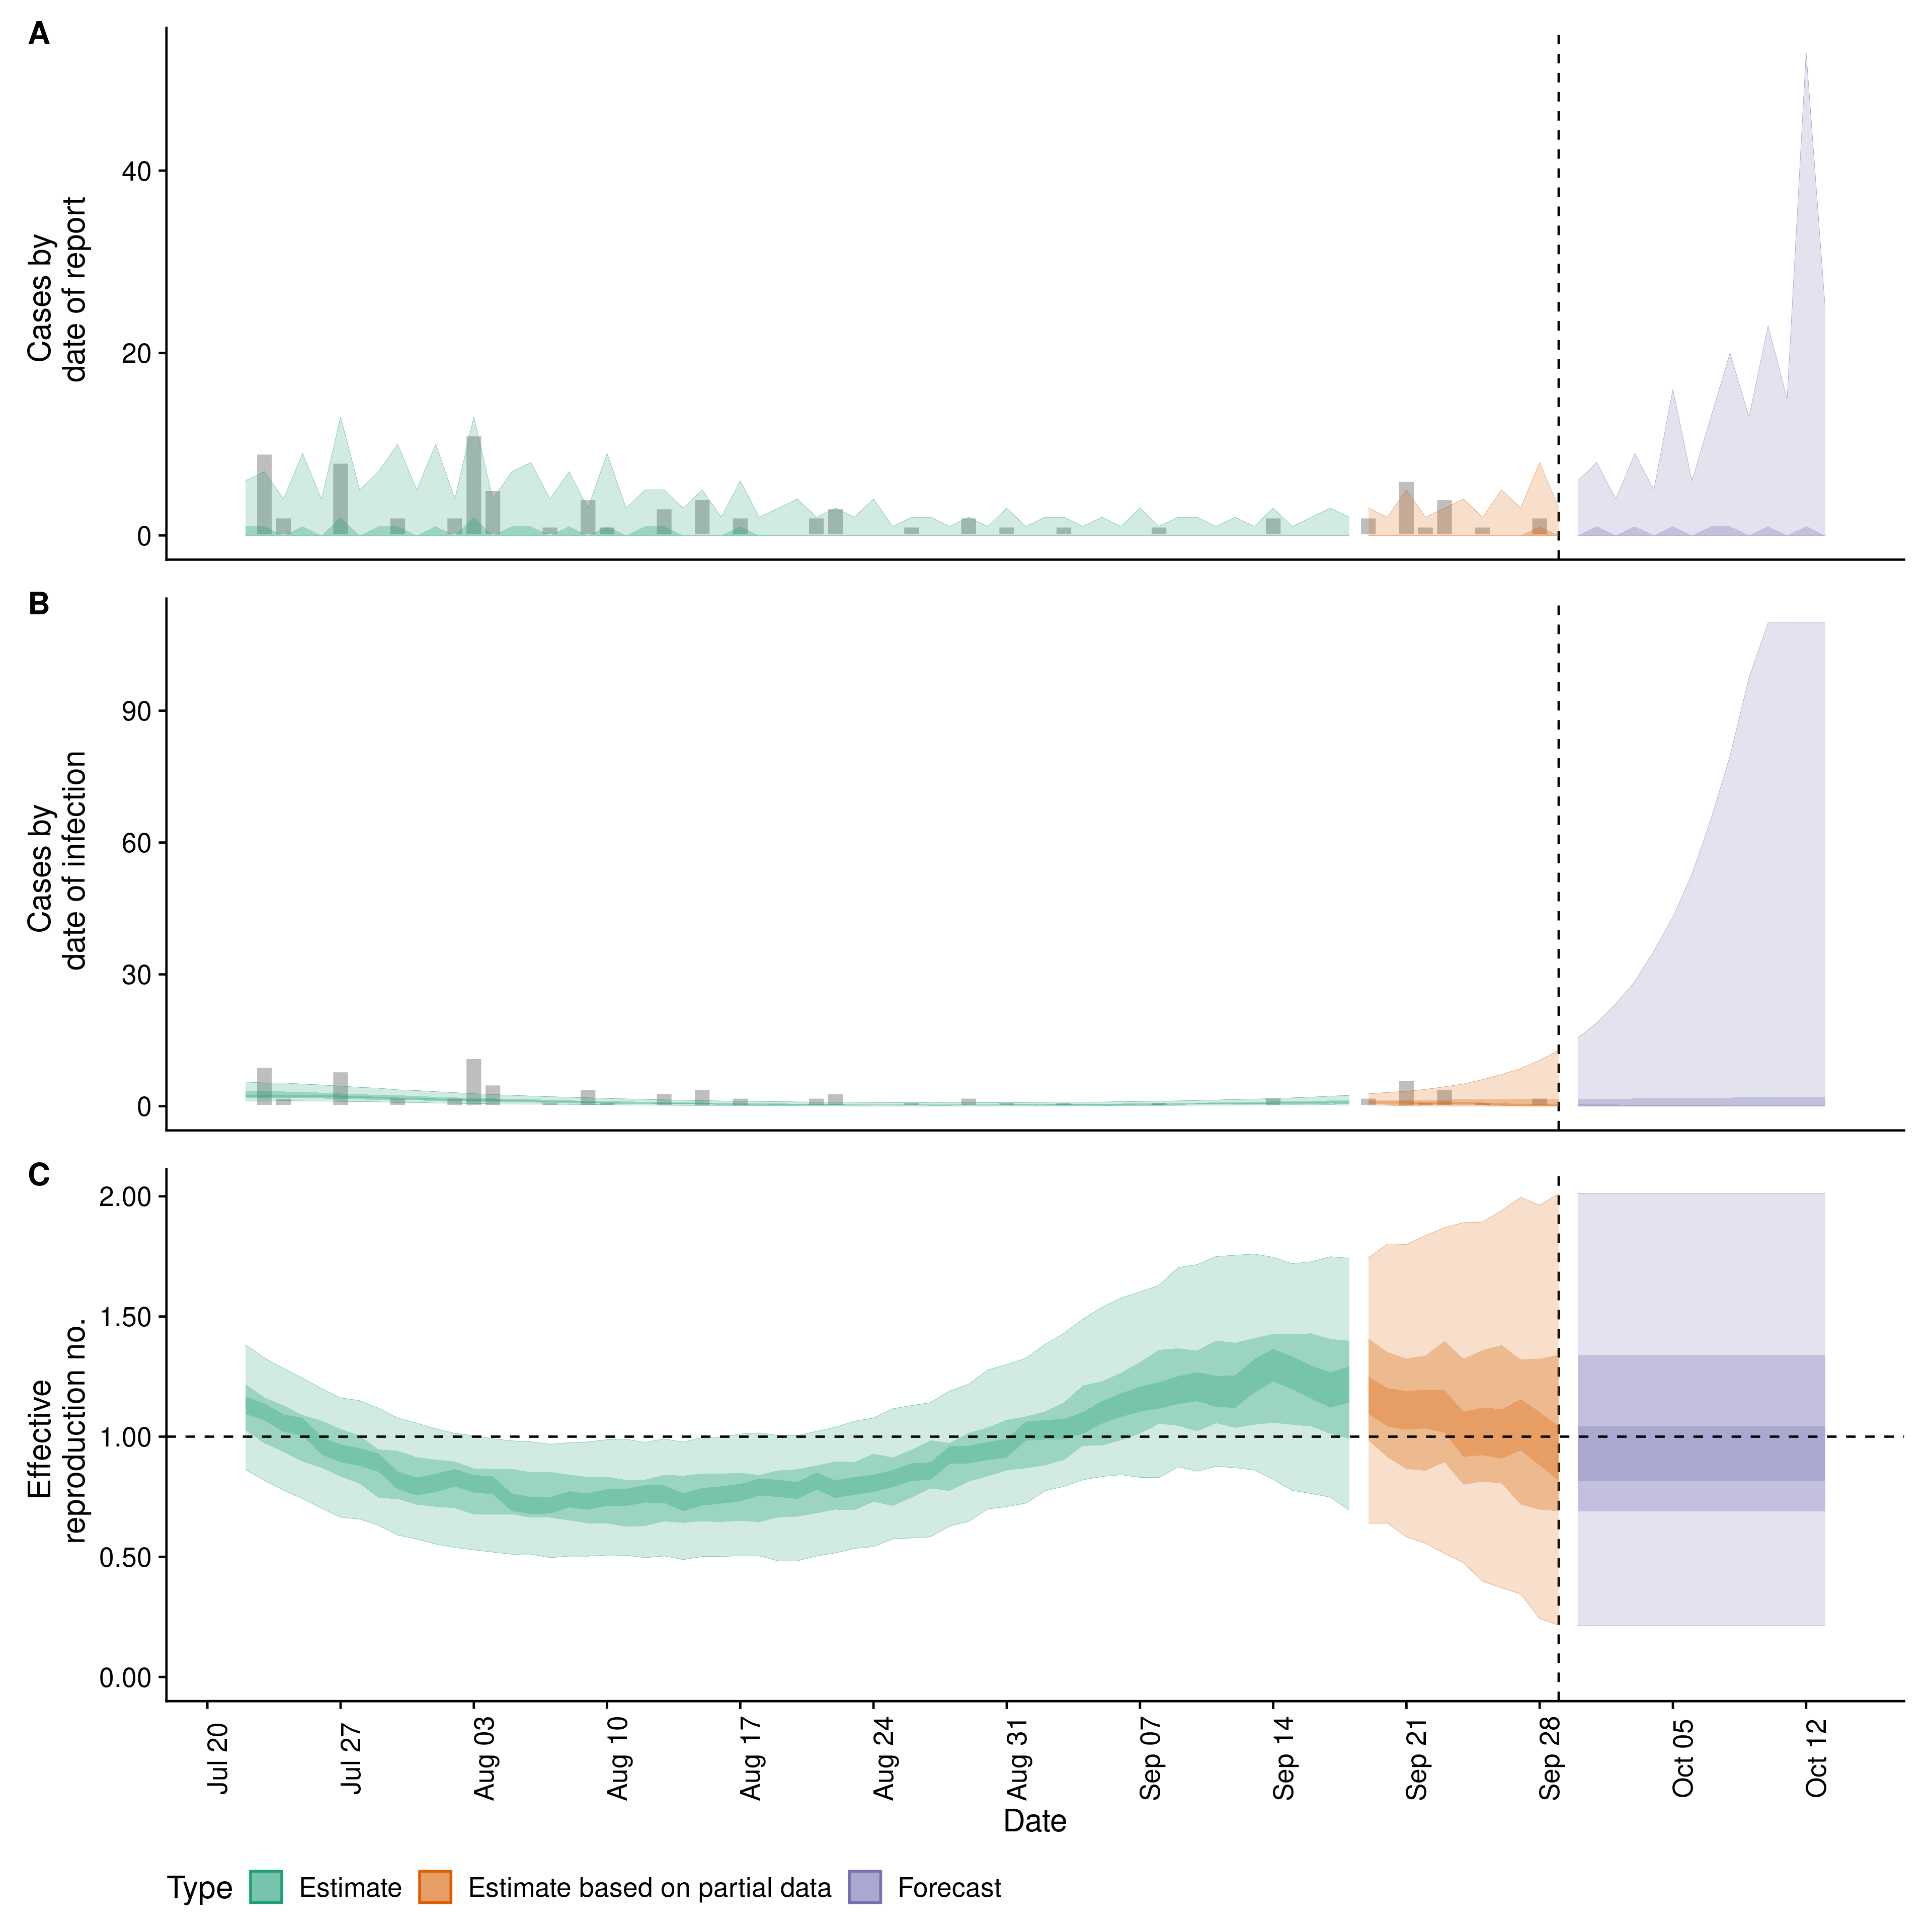 A
Cases by
date of report
40
20
0
B
Cases by
date of infection
90
60
30
0
C
Effective
reproduction no.
2.00
1.50
1.00
0.50
0.00
Jul 20
Jul 27
Aug 03
Aug 10
Aug 17
Aug 24
Aug 31
Sep 07
Sep 14
Sep 21
Sep 28
Oct 05
Oct 12
Date
Type Estimate Estimate based on partial data Forecast